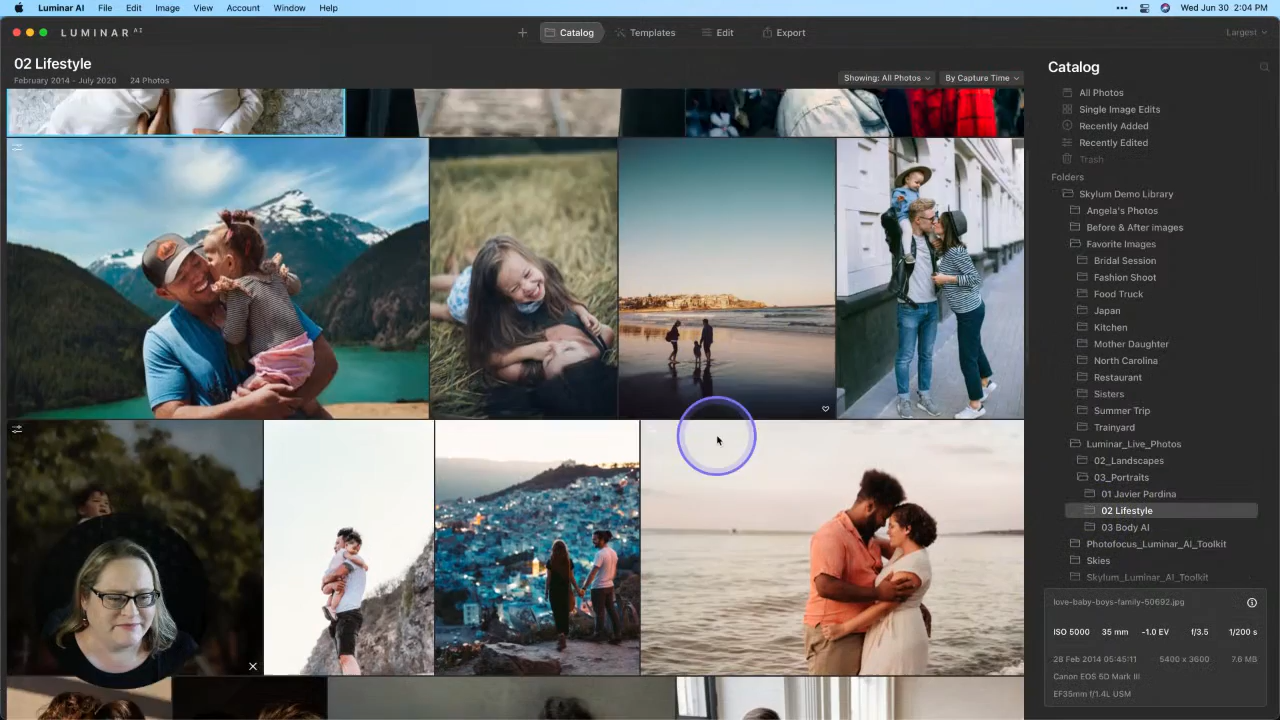 Luminar AI File Edit Image View Account Window Help
Wed Jun 30 2:04 PM
LUMINAR AI
Catalog Templates Edit Export
Largest
02 Lifestyle
February 2014 - July 2020 24 Photos
Showing: All Photos By Capture Time
Catalog
All Photos
Single Image Edits
Recently Added
Recently Edited
Trash
Folders
Skylum Demo Library
Angela's Photos
Before & After images
Favorite Images
Bridal Session
Fashion Shoot
Food Truck
Japan
Kitchen
Mother Daughter
North Carolina
Restaurant
Sisters
Summer Trip
Trainyard
Luminar_Live_Photos
02_Landscapes
03_Portraits
01 Javier Pardina
02 Lifestyle
03 Body AI
Photofocus_Luminar_AI_Toolkit
Skies
Skylum_Luminar_AI_Toolkit
love-baby-boys-family-50692.jpg
ISO 5000 35 mm -1.0 EV f/3.5 1/200 s
28 Feb 2014 05:45:11 5400 x 3600 7.6 MB
Canon EOS 5D Mark III
EF35mm f/1.4L USM